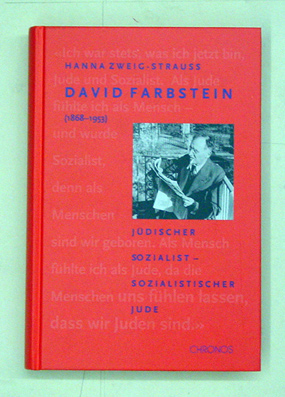 «Ich war stets, was ich jetzt bin,
HANNA ZWEIG-STRAUSS
Jude und Sozialist. Als Jude
DAVID FARBSTEIN
fühlte ich als Mensch –
(1868–1953)
und wurde
Sozialist,
denn als
Menschen
JÜDISCHER
sind wir geboren. Als Mensch
SOZIALIST –
fühlte ich als Jude, da die
SOZIALISTISCHER
Menschen uns fühlen lassen,
JUDE
dass wir Juden sind.»
CHRONOS